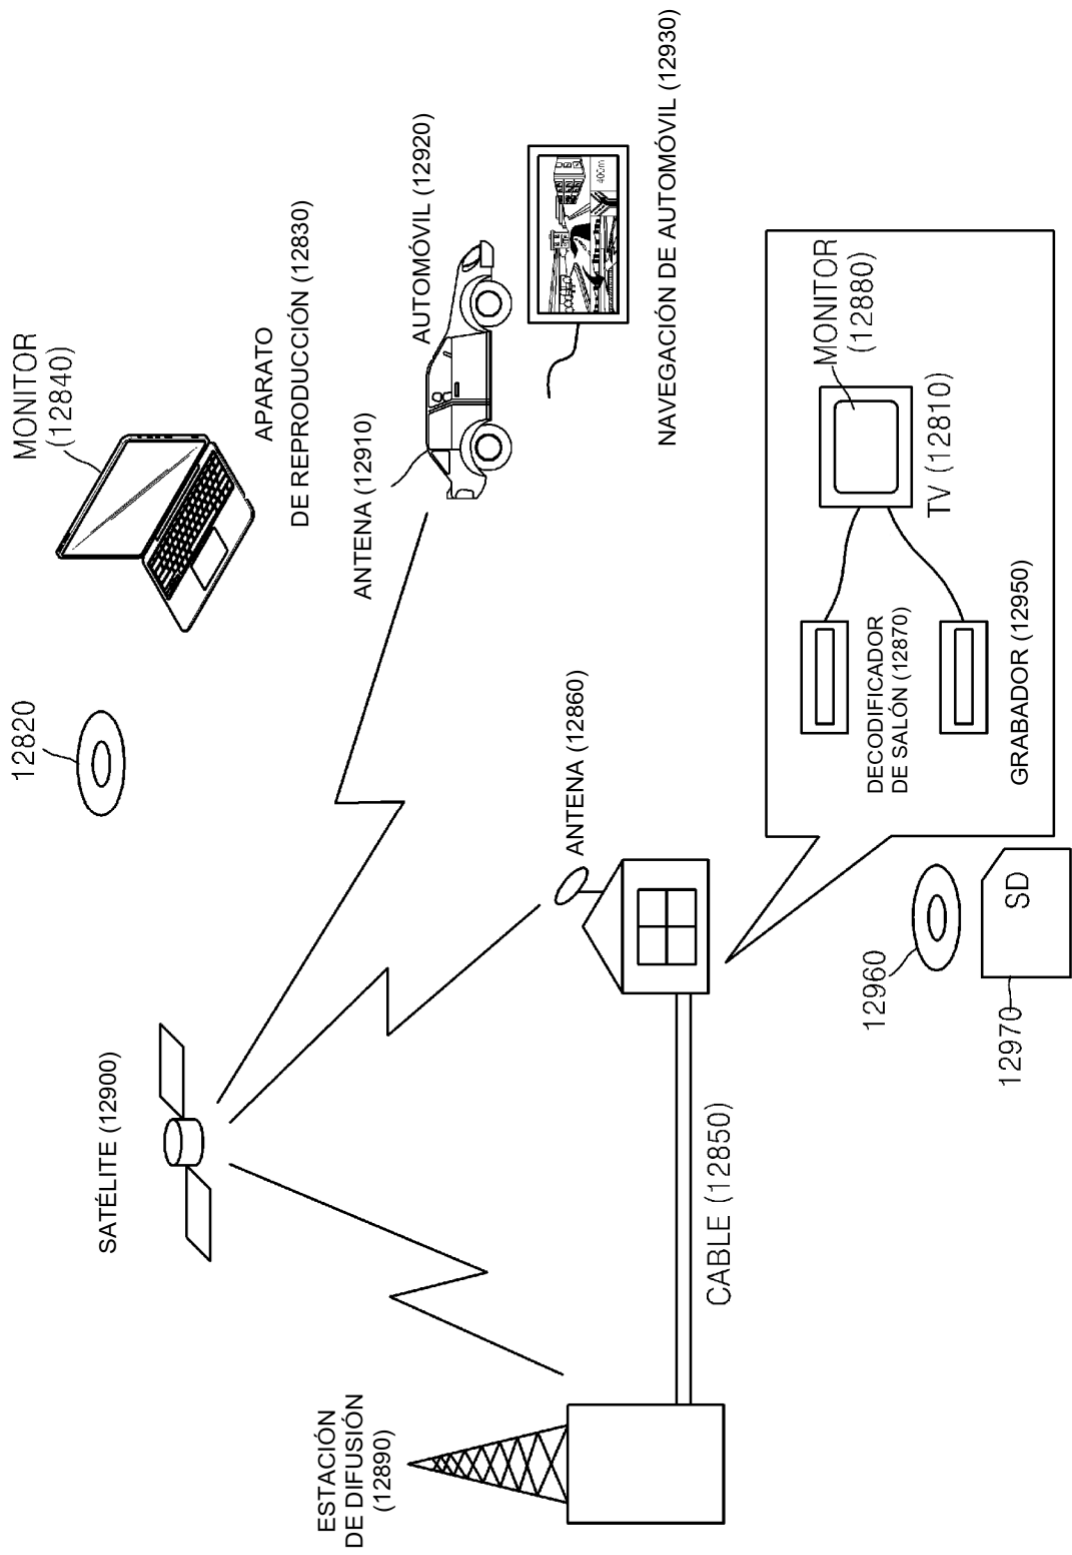 ESTACIÓN
DE DIFUSIÓN
(12890)
SATÉLITE (12900)
12820
MONITOR
(12840)
APARATO
DE REPRODUCCIÓN (12830)
ANTENA (12910)
AUTOMÓVIL (12920)
400m
NAVEGACIÓN DE AUTOMÓVIL (12930)
ANTENA (12860)
CABLE (12850)
MONITOR
(12880)
TV (12810)
DECODIFICADOR
DE SALÓN (12870)
GRABADOR (12950)
12960
SD
12970